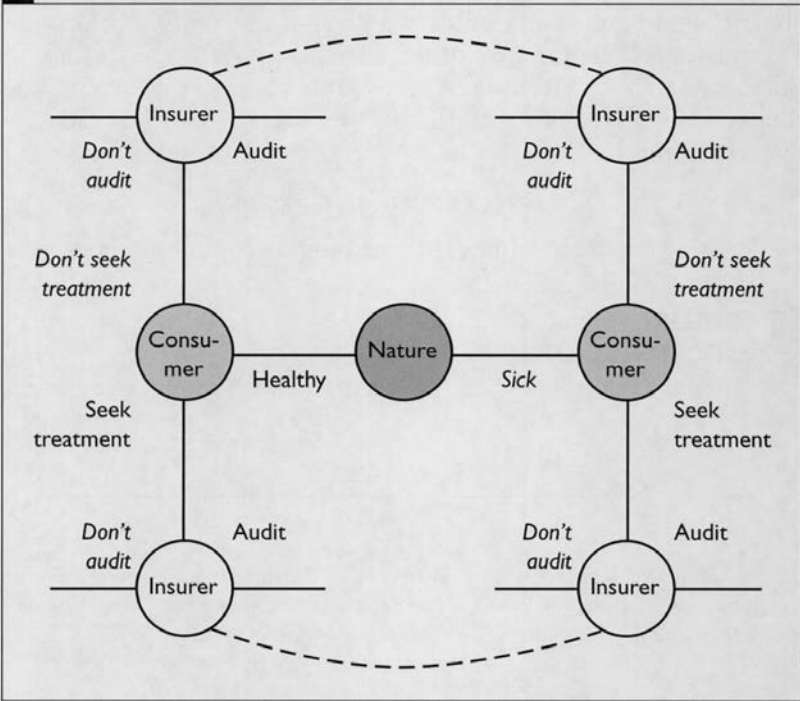 Insurer
Insurer
Don't
audit
Audit
Don't
audit
Audit
Don't seek
treatment
Don't seek
treatment
Consu-
mer
Nature
Consu-
mer
Healthy
Sick
Seek
treatment
Seek
treatment
Don't
audit
Audit
Don't
audit
Audit
Insurer
Insurer